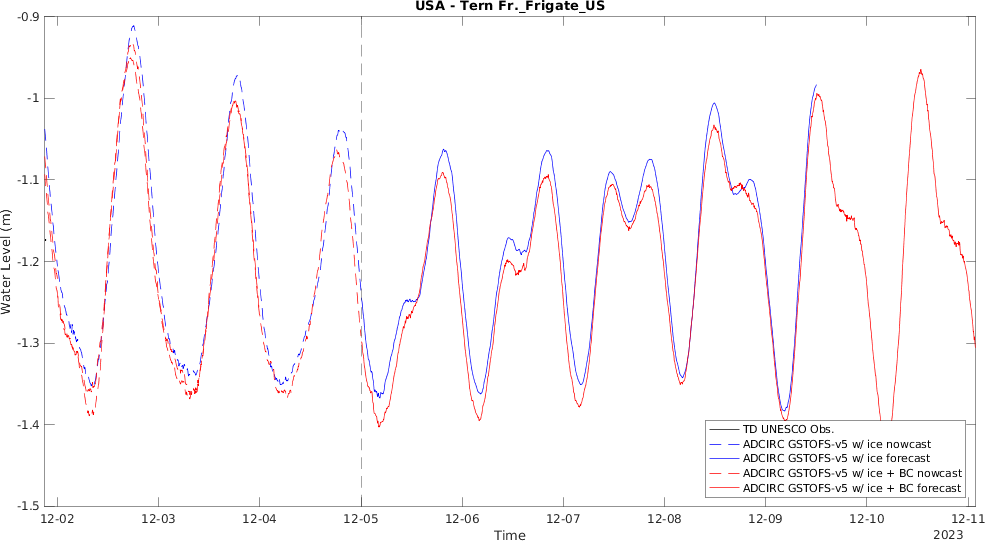 USA - Tern Fr._Frigate_US
-0.9
-1
-1.1
-1.2
-1.3
-1.4
-1.5
Water Level (m)
TD UNESCO Obs.
ADCIRC GSTOFS-v5 w/ ice nowcast
ADCIRC GSTOFS-v5 w/ ice forecast
ADCIRC GSTOFS-v5 w/ ice + BC nowcast
ADCIRC GSTOFS-v5 w/ ice + BC forecast
12-02 12-03 12-04 12-05 12-06 12-07 12-08 12-09 12-10 12-11
Time
2023